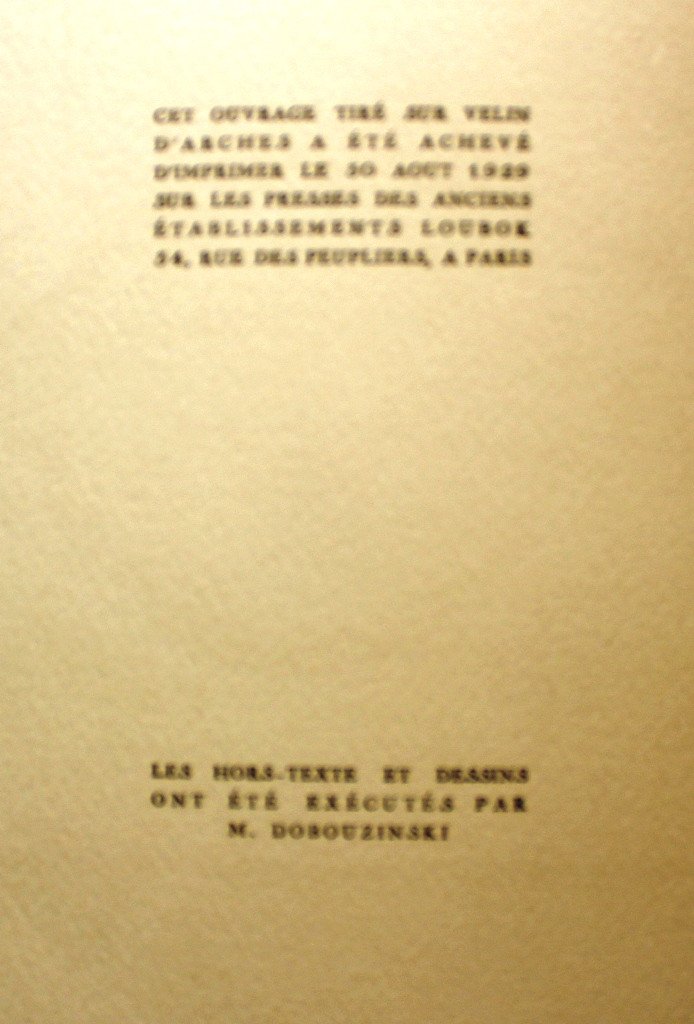 CET OUVRAGE TIRÉ SUR VELIN
D'ARCHES A ÉTÉ ACHEVÉ
D'IMPRIMER LE 30 AOUT 1929
SUR LES PRESSES DES ANCIENS
ÉTABLISSEMENTS LOUBOK
34, RUE DES PEUPLIERS, A PARIS
LES HORS-TEXTE ET DESSINS
ONT ÉTÉ EXÉCUTÉS PAR
M. DOBOUZINSKI